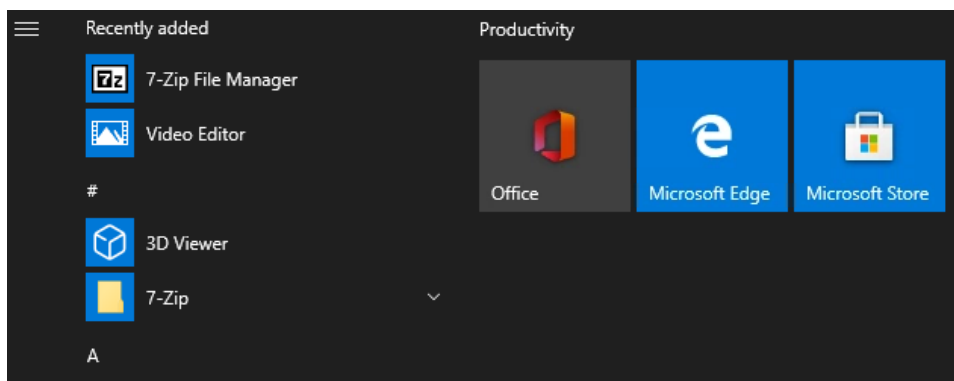 Recently added
7-Zip File Manager
Video Editor
#
3D Viewer
7-Zip
A
Productivity
Office
Microsoft Edge
Microsoft Store